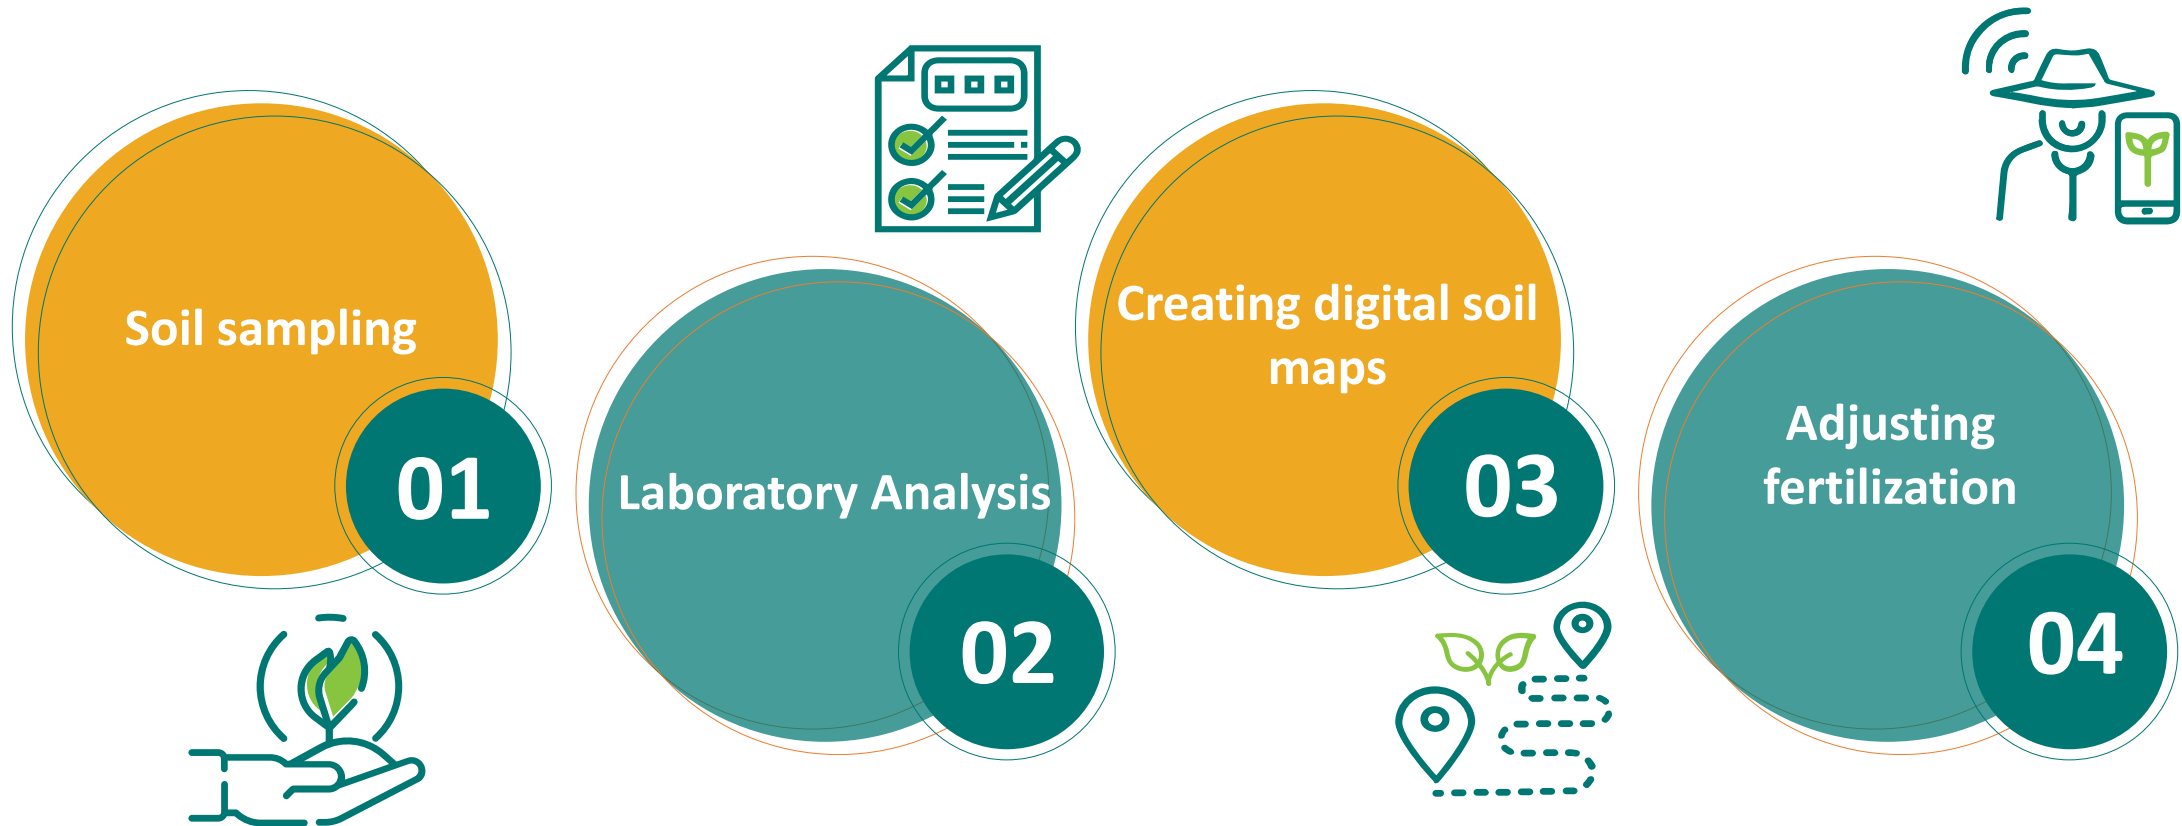 Soil sampling
01
Laboratory Analysis
02
Creating digital soil
maps
03
Adjusting
fertilization
04